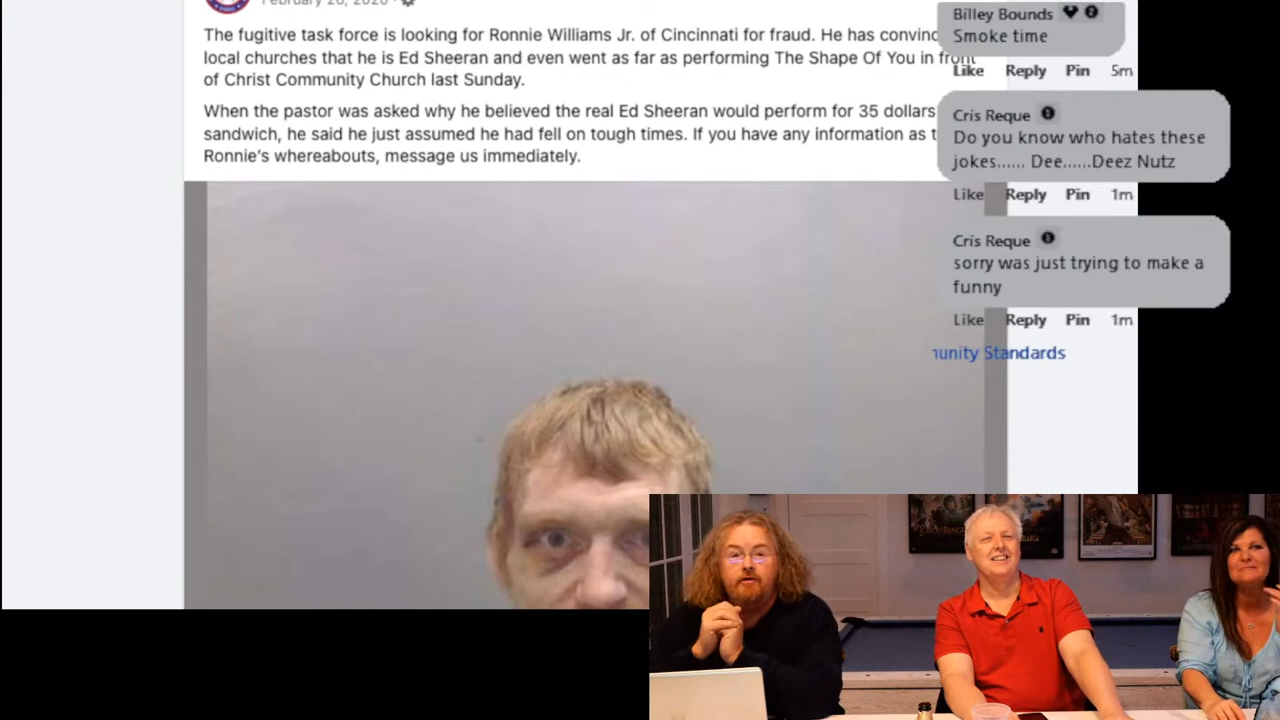 February 26, 2020
The fugitive task force is looking for Ronnie Williams Jr. of Cincinnati for fraud. He has convinc
local churches that he is Ed Sheeran and even went as far as performing The Shape Of You in front
of Christ Community Church last Sunday.
When the pastor was asked why he believed the real Ed Sheeran would perform for 35 dollars
sandwich, he said he just assumed he had fell on tough times. If you have any information as t
Ronnie's whereabouts, message us immediately.
Billey Bounds
Smoke time
Like Reply Pin 5m
Cris Reque
Do you know who hates these
jokes...... Dee......Deez Nutz
Like Reply Pin 1m
Cris Reque
sorry was just trying to make a
funny
Like Reply Pin 1m
unity Standards